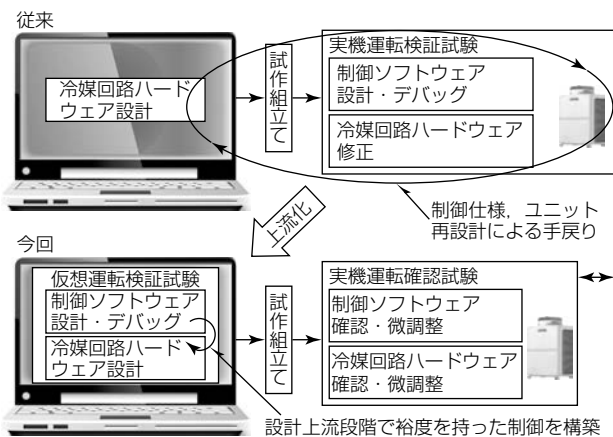 従来
冷媒回路ハード
ウェア設計
試作組立て
実機運転検証試験
制御ソフトウェア
設計・デバッグ
冷媒回路ハードウェア
修正
制御仕様,ユニット
再設計による手戻り
上流化
今回
仮想運転検証試験
制御ソフトウェア
設計・デバッグ
冷媒回路ハード
ウェア設計
試作組立て
実機運転確認試験
制御ソフトウェア
確認・微調整
冷媒回路ハードウェア
確認・微調整
設計上流段階で裕度を持った制御を構築